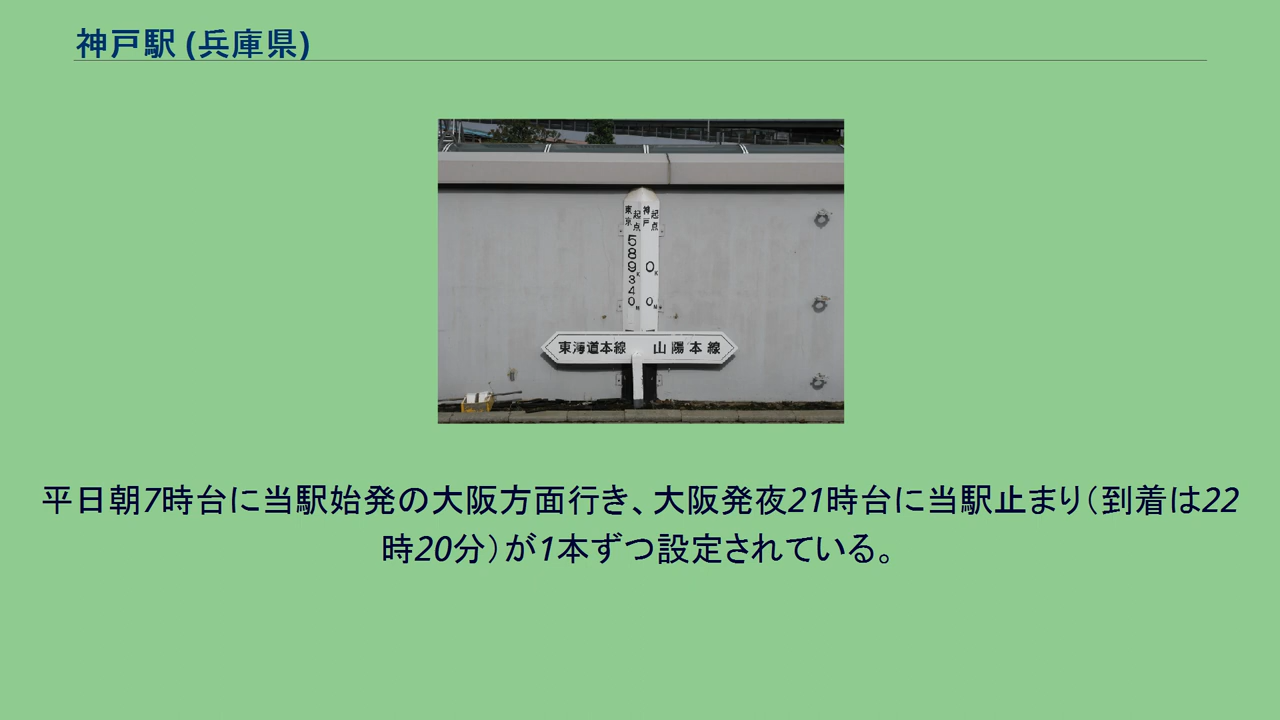 神戸駅 (兵庫県)
東京起点
589K340M
神戸起点
0K0M
東海道本線 山陽本線
平日朝7時台に当駅始発の大阪方面行き、大阪発夜21時台に当駅止まり（到着は22
時20分）が1本ずつ設定されている。